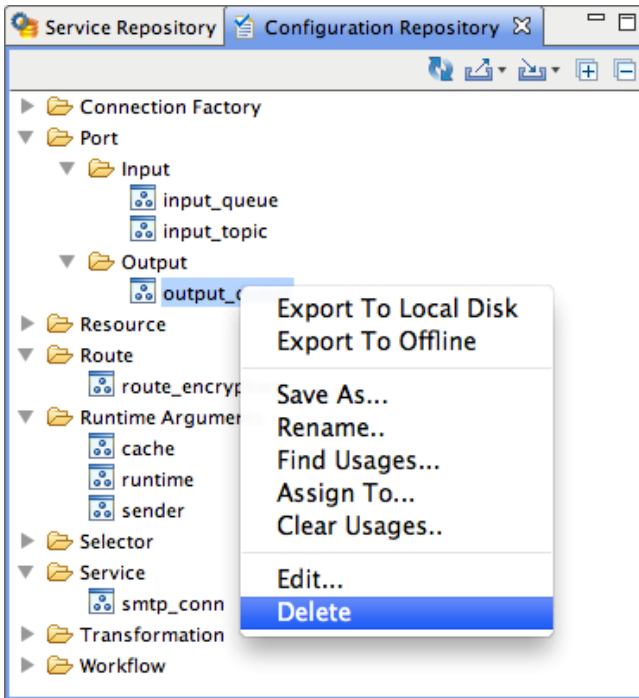 Service Repository Configuration Repository
Connection Factory
Port
Input
input_queue
input_topic
Output
Resource
Route
Runtime
cache
runtime
sender
Selector
Service
smtp_conn
Transformation
Workflow
Export To Local Disk
Export To Offline
Save As...
Rename..
Find Usages...
Assign To...
Clear Usages..
Edit...
Delete